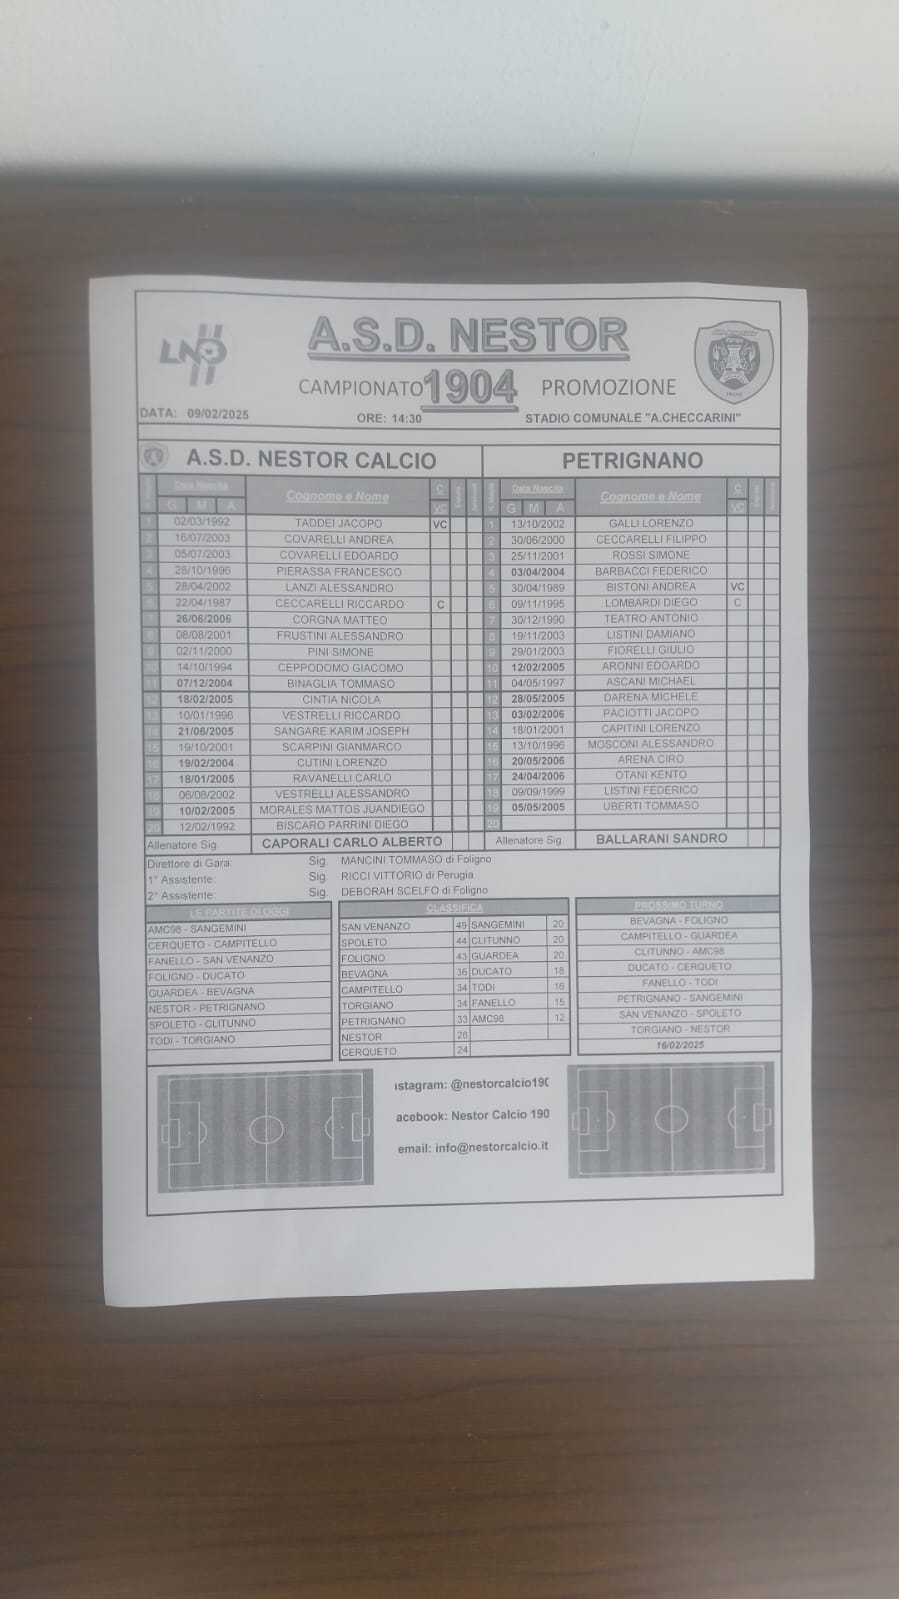 LND
A.S.D. NESTOR
CAMPIONATO 1904 PROMOZIONE
DATA: 09/02/2025 ORE: 14:30 STADIO COMUNALE "A.CHECCARINI"
A.S.D. NESTOR CALCIO PETRIGNANO
Data Nascita Cognome e Nome C Data Nascita Cognome e Nome C
G M A VC G M A VC
1 02/03/1992 TADDEI JACOPO VC 1 13/10/2002 GALLI LORENZO
2 16/07/2003 COVARELLI ANDREA 2 30/06/2000 CECCARELLI FILIPPO
3 05/07/2003 COVARELLI EDOARDO 3 25/11/2001 ROSSI SIMONE
4 28/10/1996 PIERASSA FRANCESCO 4 03/04/2004 BARBACCI FEDERICO
5 28/04/2002 LANZI ALESSANDRO 5 30/04/1989 BISTONI ANDREA VC
6 22/04/1987 CECCARELLI RICCARDO C 6 09/11/1995 LOMBARDI DIEGO C
7 26/06/2006 CORGNA MATTEO 7 30/12/1990 TEATRO ANTONIO
8 08/08/2001 FRUSTINI ALESSANDRO 8 19/11/2003 LISTINI DAMIANO
9 02/11/2000 PINI SIMONE 9 29/01/2003 FIORELLI GIULIO
10 14/10/1994 CEPPODOMO GIACOMO 10 12/02/2005 ARONNI EDOARDO
11 07/12/2004 BINAGLIA TOMMASO 11 04/05/1997 ASCANI MICHAEL
12 18/02/2005 CINTIA NICOLA 12 28/05/2005 DARENA MICHELE
13 10/01/1996 VESTRELLI RICCARDO 13 03/02/2006 PACIOTTI JACOPO
14 21/06/2005 SANGARE KARIM JOSEPH 14 18/01/2001 CAPITINI LORENZO
15 19/10/2001 SCARPINI GIANMARCO 15 13/10/1996 MOSCONI ALESSANDRO
16 19/02/2004 CUTINI LORENZO 16 20/05/2006 ARENA CIRO
17 18/01/2005 RAVANELLI CARLO 17 24/04/2006 OTANI KENTO
18 06/08/2002 VESTRELLI ALESSANDRO 18 09/09/1999 LISTINI FEDERICO
19 10/02/2005 MORALES MATTOS JUANDIEGO 19 05/05/2005 UBERTI TOMMASO
20 12/02/1992 BISCARO PARRINI DIEGO 20
Allenatore Sig. CAPORALI CARLO ALBERTO Allenatore Sig. BALLARANI SANDRO
Direttore di Gara: Sig. MANCINI TOMMASO di Foligno
1° Assistente: Sig. RICCI VITTORIO di Perugia
2° Assistente: Sig. DEBORAH SCELFO di Foligno
LE PARTITE DI OGGI CLASSIFICA PROSSIMO TURNO
AMC98 - SANGEMINI SAN VENANZO 49 SANGEMINI 20 BEVAGNA - FOLIGNO
CERQUETO - CAMPITELLO SPOLETO 44 CLITUNNO 20 CAMPITELLO - GUARDEA
FANELLO - SAN VENANZO FOLIGNO 43 GUARDEA 20 CLITUNNO - AMC98
FOLIGNO - DUCATO BEVAGNA 36 DUCATO 18 DUCATO - CERQUETO
GUARDEA - BEVAGNA CAMPITELLO 34 TODI 16 FANELLO - TODI
NESTOR - PETRIGNANO TORGIANO 34 FANELLO 15 PETRIGNANO - SANGEMINI
SPOLETO - CLITUNNO PETRIGNANO 33 AMC98 12 SAN VENANZO - SPOLETO
TODI - TORGIANO NESTOR 26 TORGIANO - NESTOR
CERQUETO 24 16/02/2025
nstagram: @nestorcalcio190
acebook: Nestor Calcio 190
email: info@nestorcalcio.it